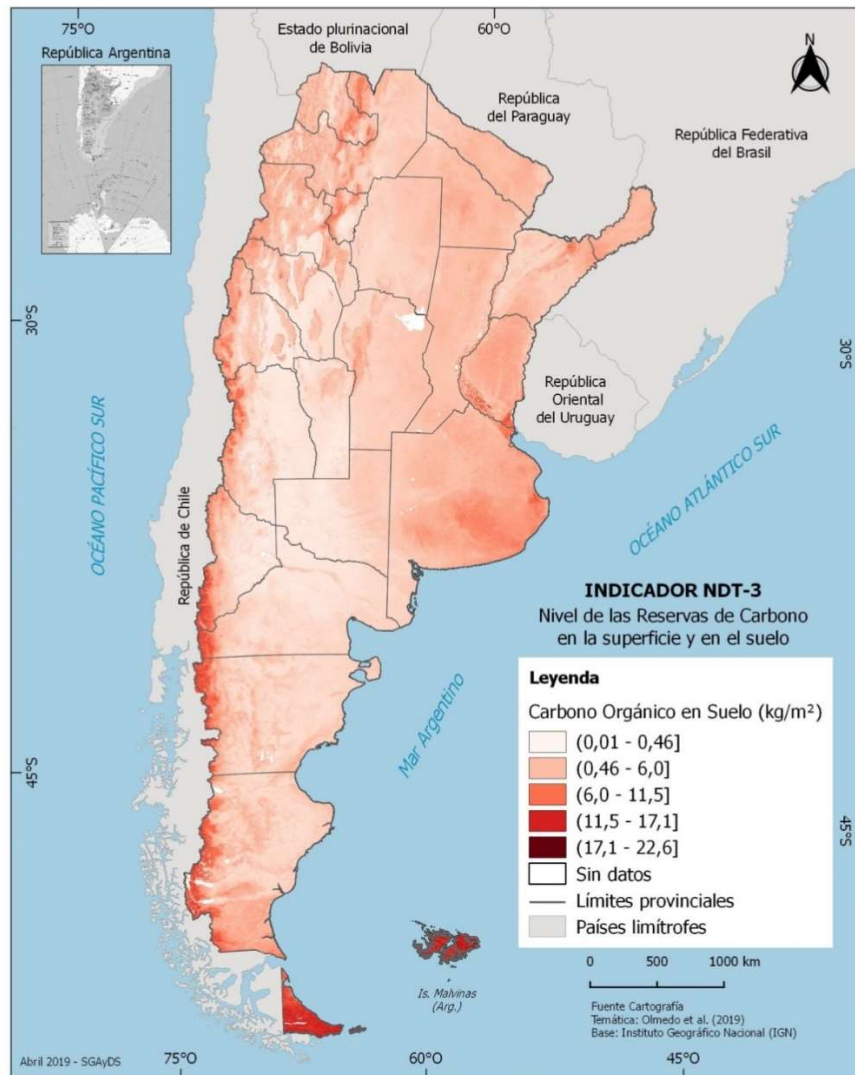 75°O
60°O
República Argentina
Estado plurinacional
de Bolivia
N
República
del Paraguay
República Federativa
del Brasil
30°S
30°S
República
Oriental
del Uruguay
OCÉANO PACÍFICO SUR
República de Chile
OCÉANO ATLÁNTICO SUR
Mar Argentino
INDICADOR NDT-3
Nivel de las Reservas de Carbono
en la superficie y en el suelo
Leyenda
Carbono Orgánico en Suelo (kg/m²)
(0,01 - 0,46]
(0,46 - 6,0]
(6,0 - 11,5]
(11,5 - 17,1]
(17,1 - 22,6]
Sin datos
Límites provinciales
Países limítrofes
45°S
45°S
0 500 1000 km
Is. Malvinas
(Arg.)
Fuente Cartografía
Temática: Olmedo et al. (2019)
Base: Instituto Geográfico Nacional (IGN)
Abril 2019 - SGAyDS
75°O
60°O
45°O